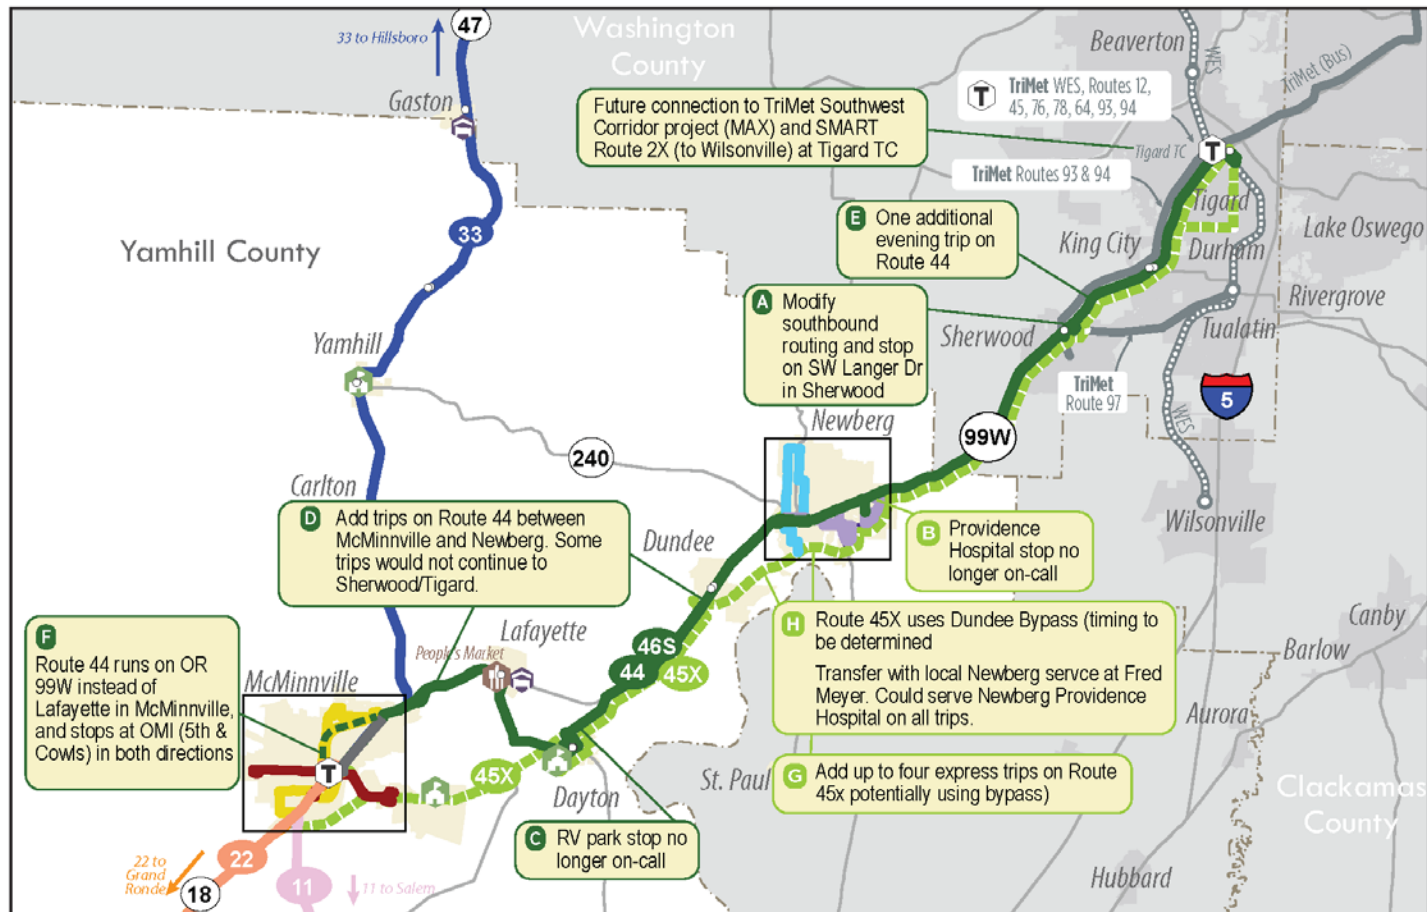 47
33 to Hillsboro
Washington
County
Beaverton
WES
TriMet (Bus)
Gaston
TriMet WES, Routes 12,
45, 76, 78, 64, 93, 94
Future connection to TriMet Southwest
Corridor project (MAX) and SMART
Route 2X (to Wilsonville) at Tigard TC
Tigard TC
T
T
TriMet Routes 93 & 94
Tigard
Lake Oswego
Yamhill County
33
E
One additional
evening trip on
Route 44
King City
Durham
Rivergrove
A
Modify
southbound
routing and stop
on SW Langer Dr
in Sherwood
Sherwood
Tualatin
Yamhill
TriMet
Route 97
5
WES
Newberg
99W
240
Carlton
Wilsonville
D
Add trips on Route 44 between
McMinnville and Newberg. Some
trips would not continue to
Sherwood/Tigard.
Dundee
B
Providence
Hospital stop no
longer on-call
Canby
Barlow
F
Route 44 runs on OR
99W instead of
Lafayette in McMinnville,
and stops at OMI (5th &
Cowls) in both directions
Lafayette
People's Market
46S
44
45X
H
Route 45X uses Dundee Bypass (timing to
be determined
Transfer with local Newberg servce at Fred
Meyer. Could serve Newberg Providence
Hospital on all trips.
McMinnville
T
Aurora
45X
Dayton
St. Paul
G
Add up to four express trips on Route
45x potentially using bypass)
Clackamas
County
C
RV park stop no
longer on-call
22
22 to
Grand
Ronde
18
11
11 to Salem
Hubbard